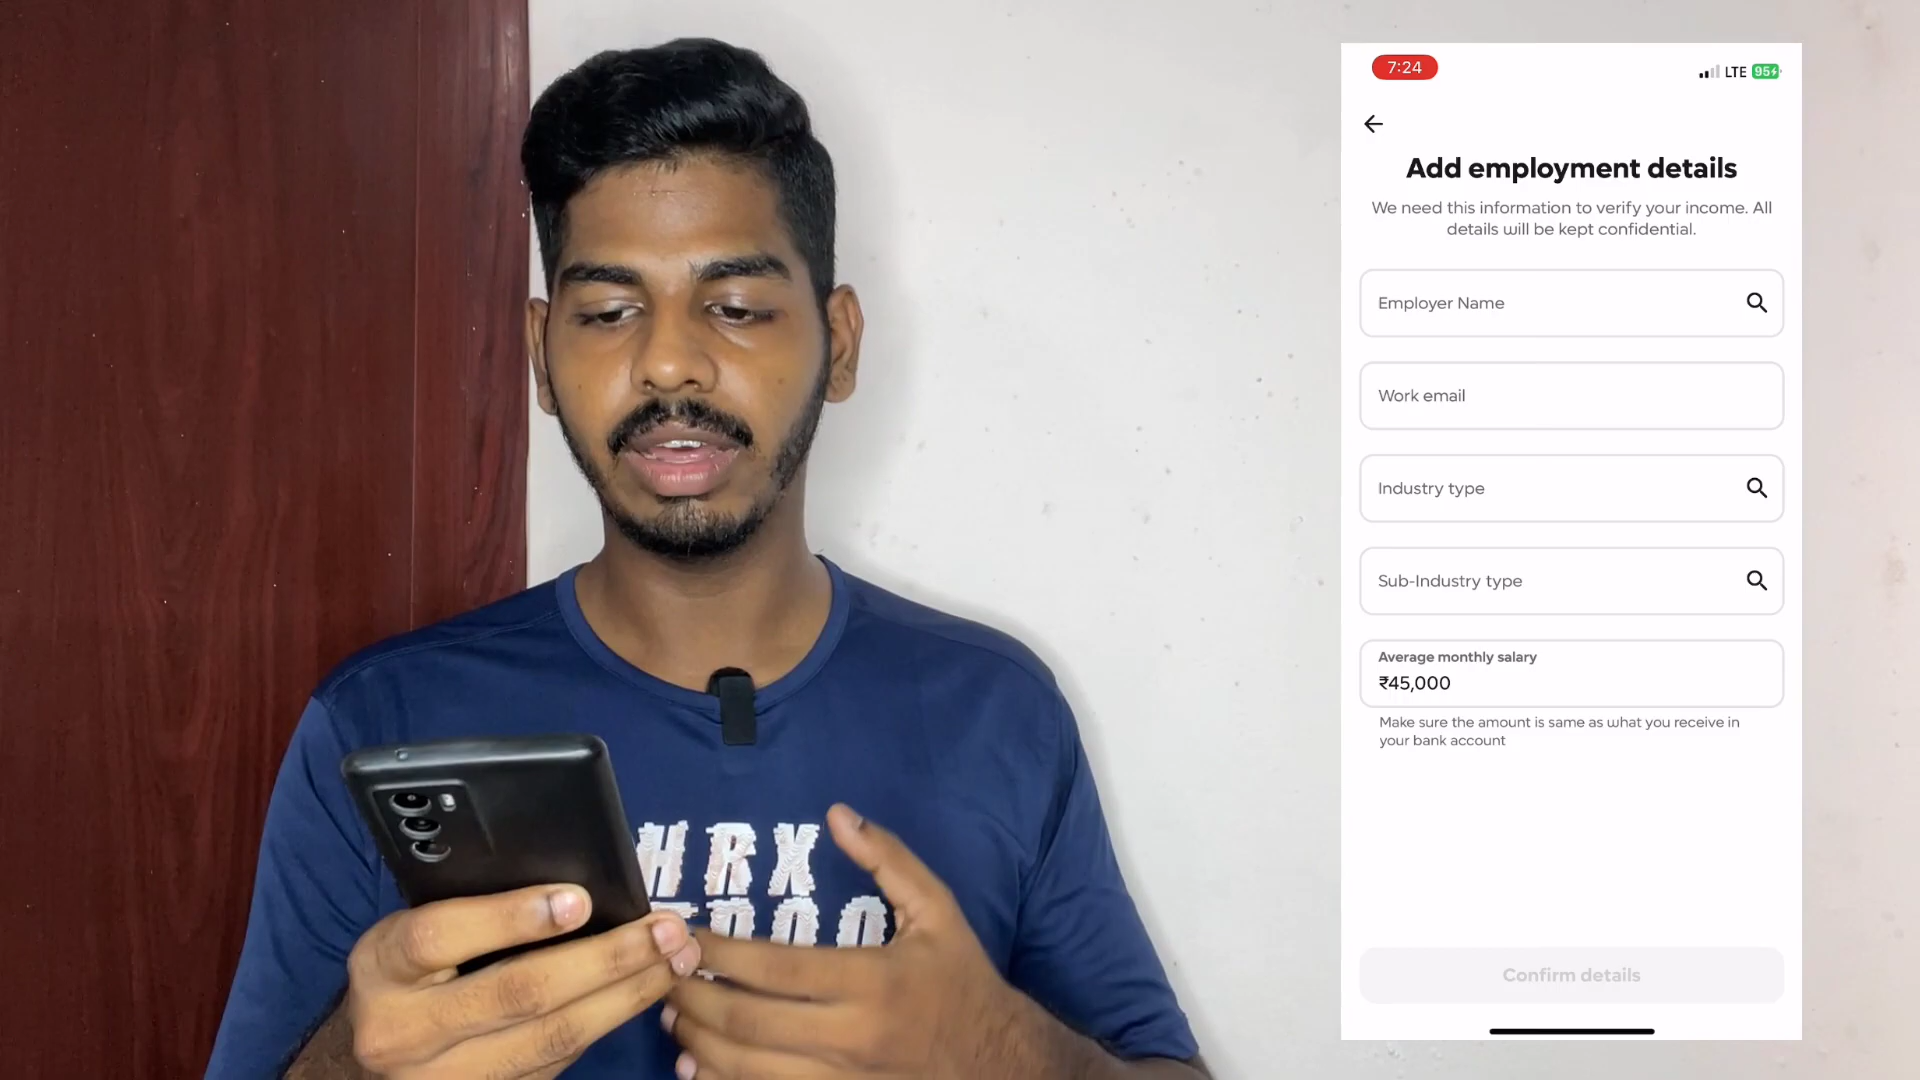 7:24
LTE 95
Add employment details
We need this information to verify your income. All
details will be kept confidential.
Employer Name
Work email
Industry type
Sub-Industry type
Average monthly salary
₹45,000
Make sure the amount is same as what you receive in
your bank account
Confirm details
HRX